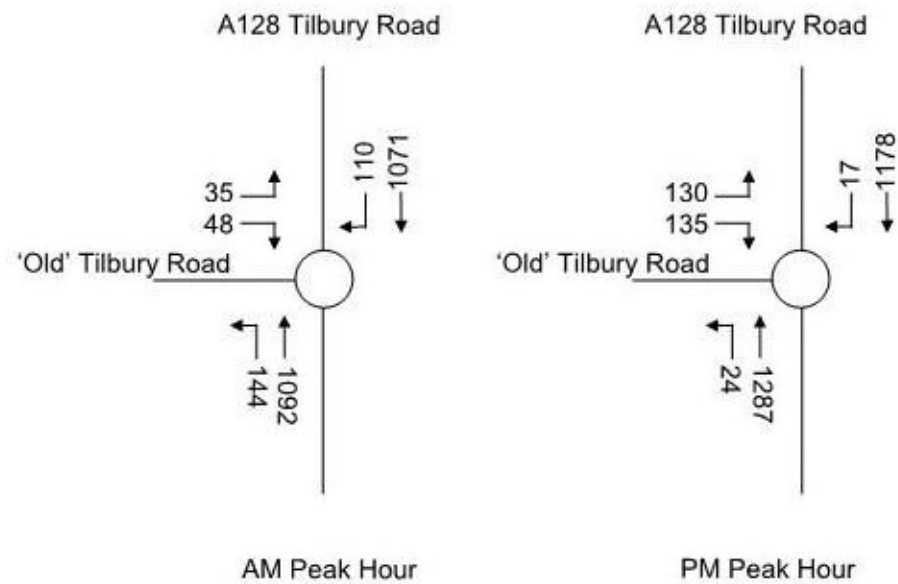 A128 Tilbury Road
A128 Tilbury Road
110
1071
17
1178
35
48
130
135
'Old' Tilbury Road
'Old' Tilbury Road
144
1092
24
1287
AM Peak Hour
PM Peak Hour